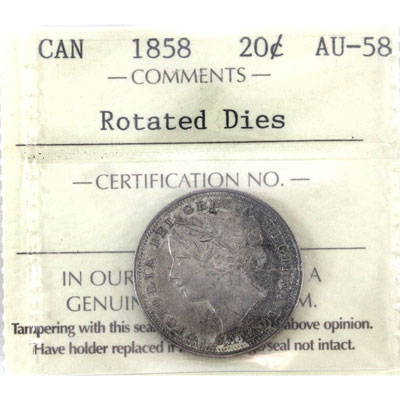 CAN 1858 20¢ AU-58
— COMMENTS —
Rotated Dies
— CERTIFICATION NO. —
IN OUR A
GENUIN M.
Tampering with this sea above opinion.
Have holder replaced if seal not intact.